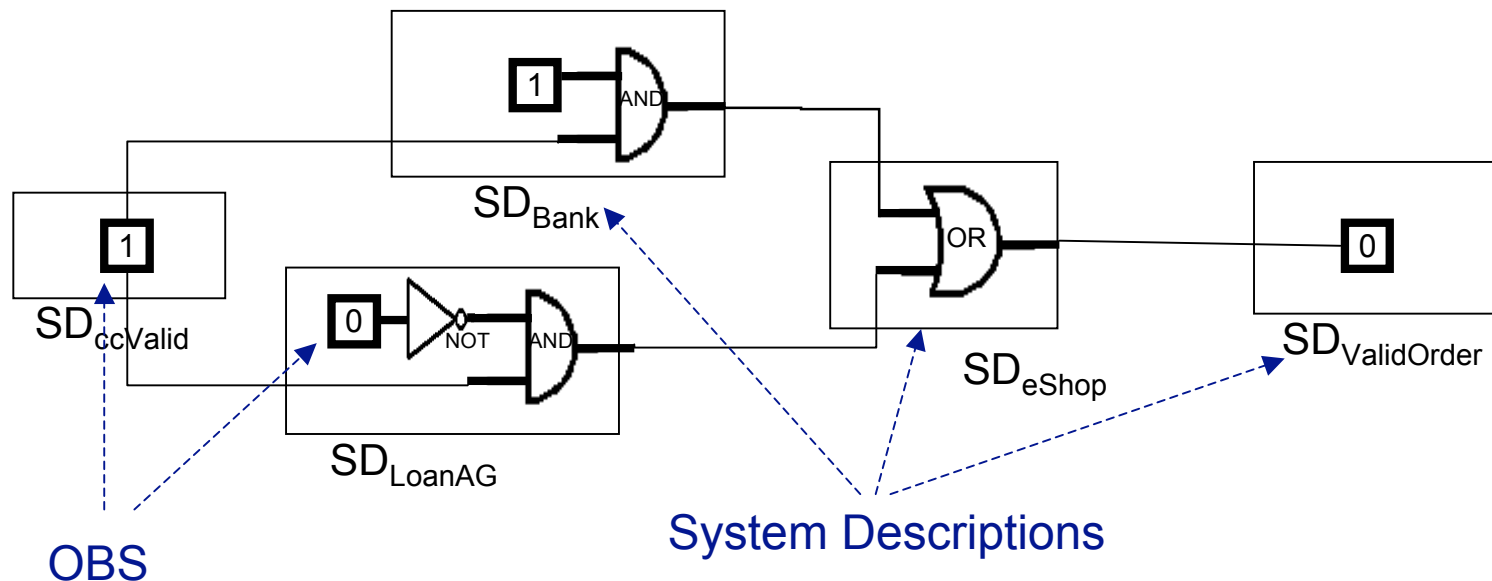 1
AND
SD_Bank
1
SD_ccValid
OR
0
SD_eShop
SD_ValidOrder
0
NOT
AND
SD_LoanAG
OBS
System Descriptions